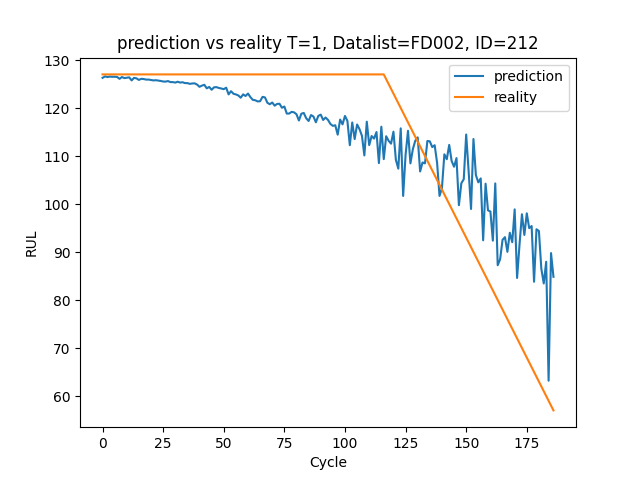 prediction vs reality T=1, Datalist=FD002, ID=212
prediction
reality
130
120
110
100
90
80
70
60
RUL
0 25 50 75 100 125 150 175
Cycle